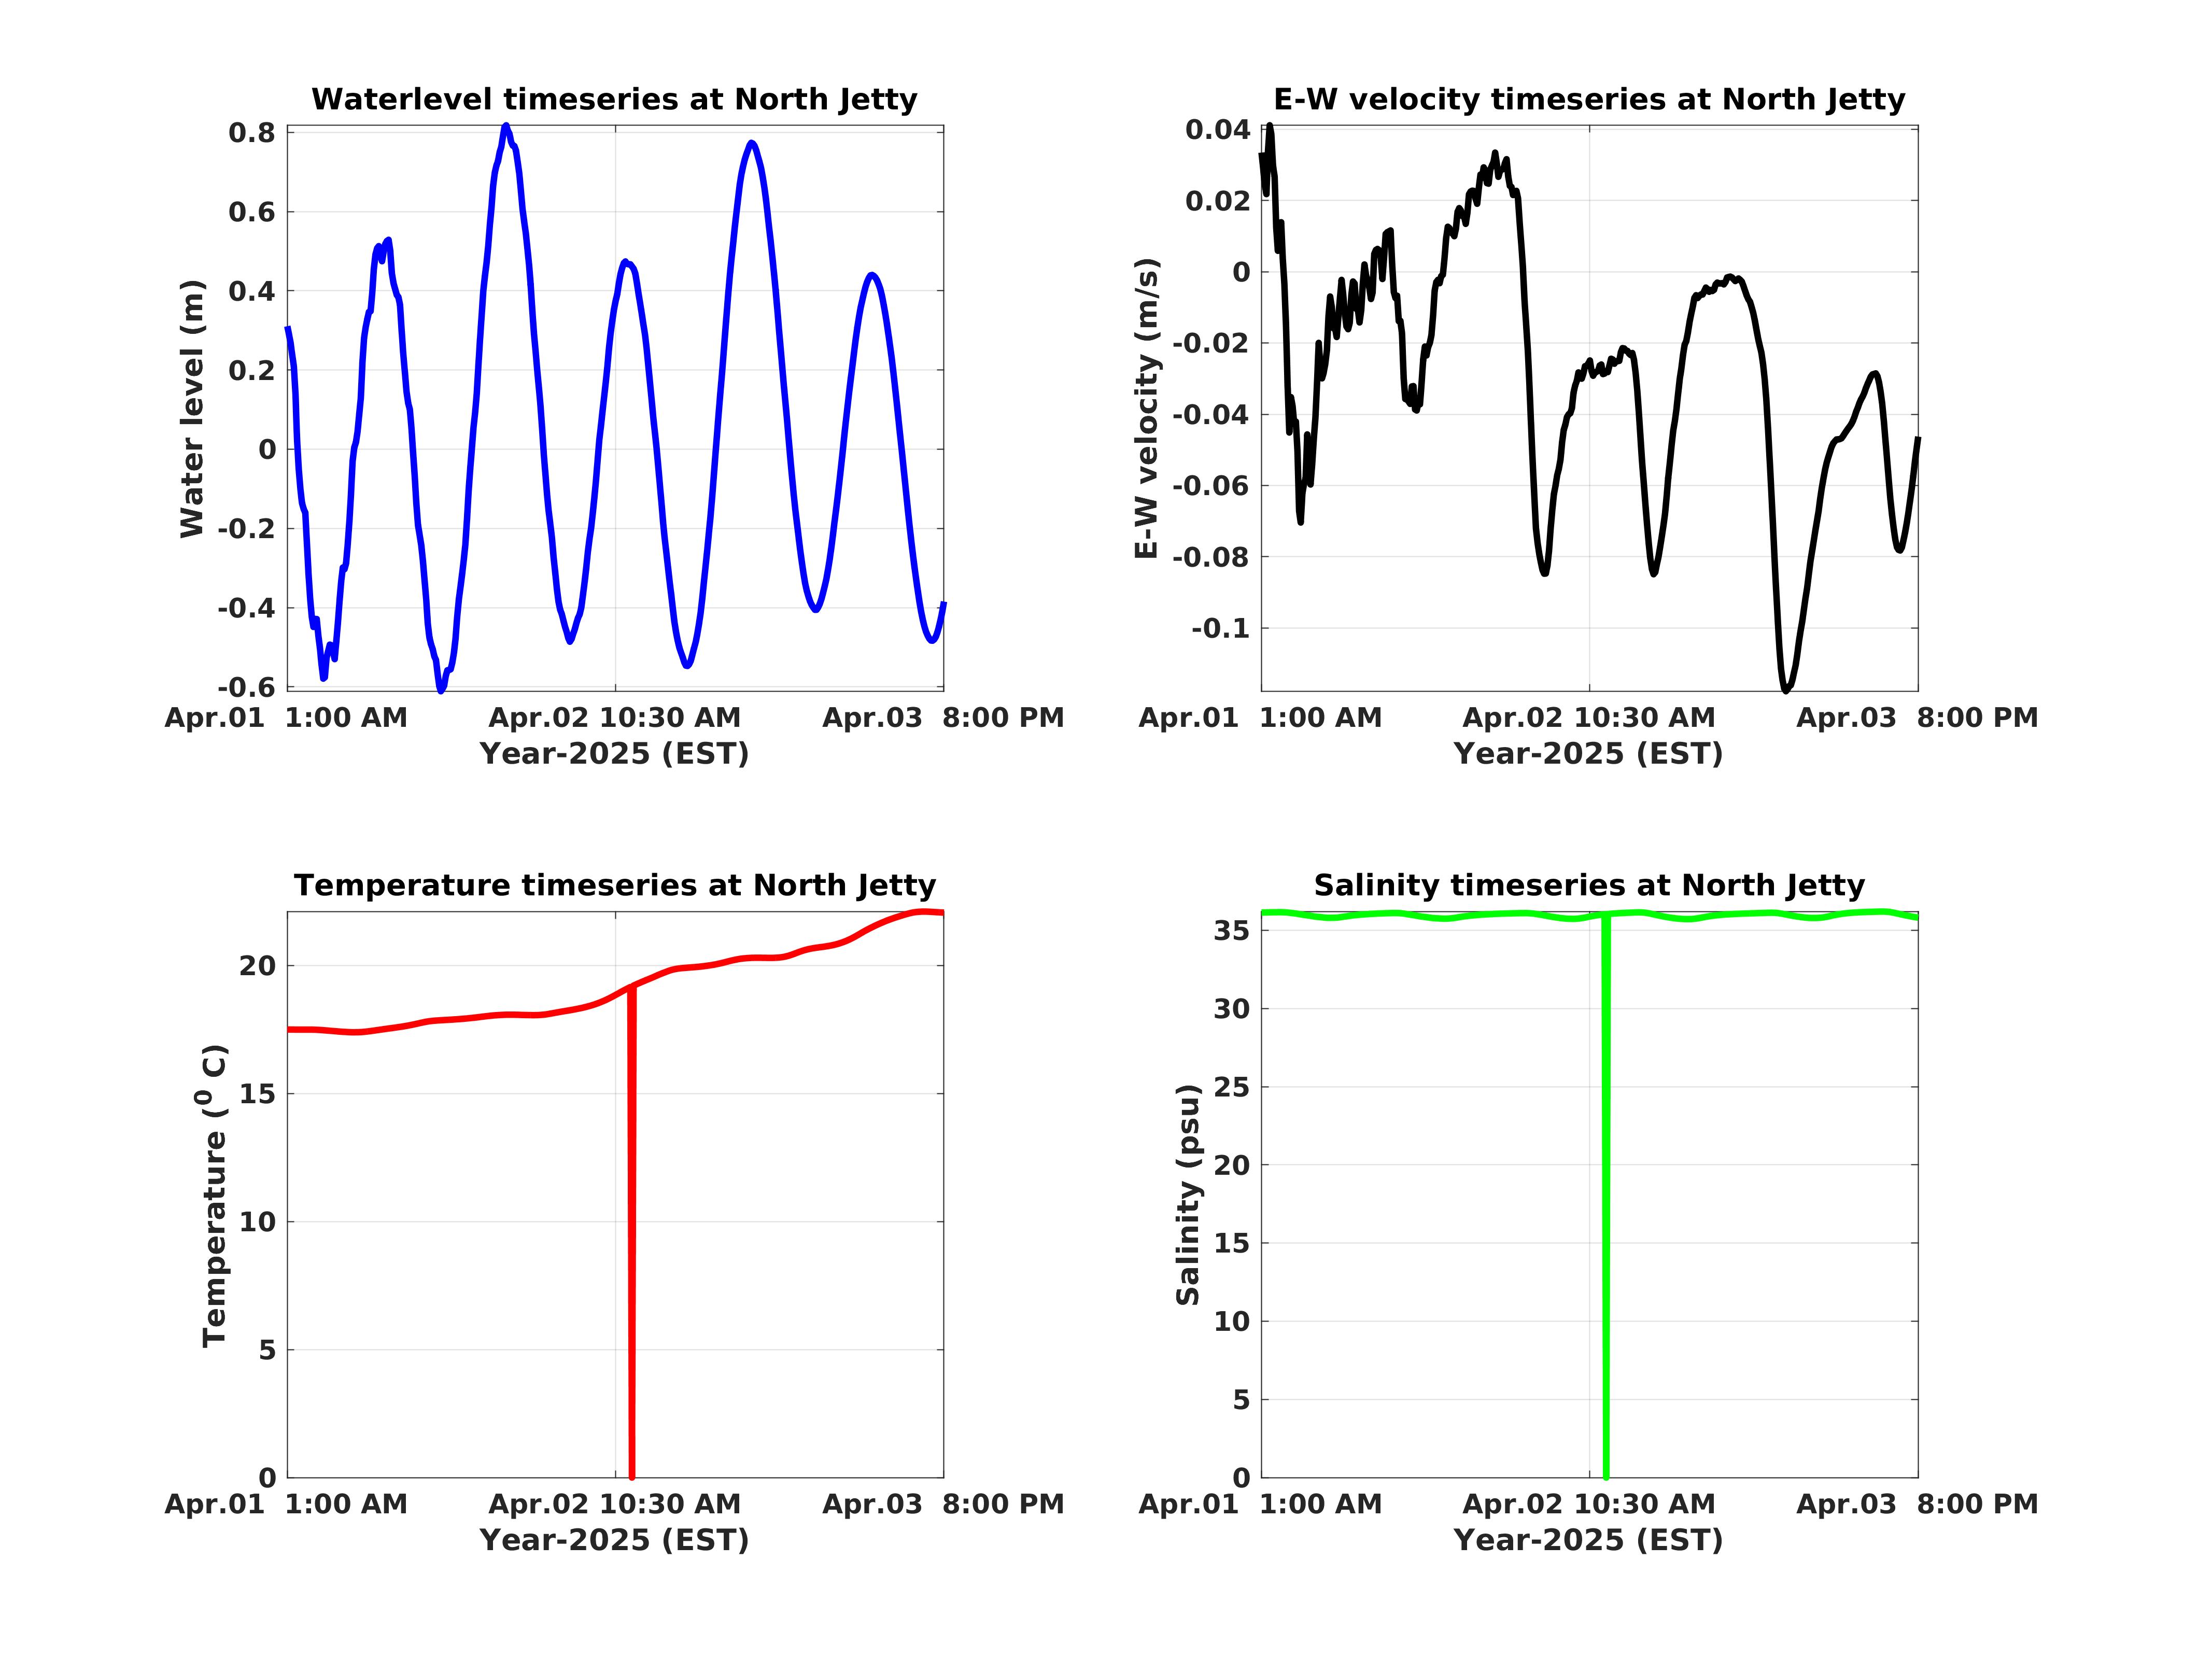 Waterlevel timeseries at North Jetty
0.8
0.6
0.4
0.2
0
-0.2
-0.4
-0.6
Water level (m)
Apr.01 1:00 AM
Apr.02 10:30 AM
Apr.03 8:00 PM
Year-2025 (EST)
E-W velocity timeseries at North Jetty
0.04
0.02
0
-0.02
-0.04
-0.06
-0.08
-0.1
E-W velocity (m/s)
Apr.01 1:00 AM
Apr.02 10:30 AM
Apr.03 8:00 PM
Year-2025 (EST)
Temperature timeseries at North Jetty
20
15
10
5
0
Temperature (⁰ C)
Apr.01 1:00 AM
Apr.02 10:30 AM
Apr.03 8:00 PM
Year-2025 (EST)
Salinity timeseries at North Jetty
35
30
25
20
15
10
5
0
Salinity (psu)
Apr.01 1:00 AM
Apr.02 10:30 AM
Apr.03 8:00 PM
Year-2025 (EST)